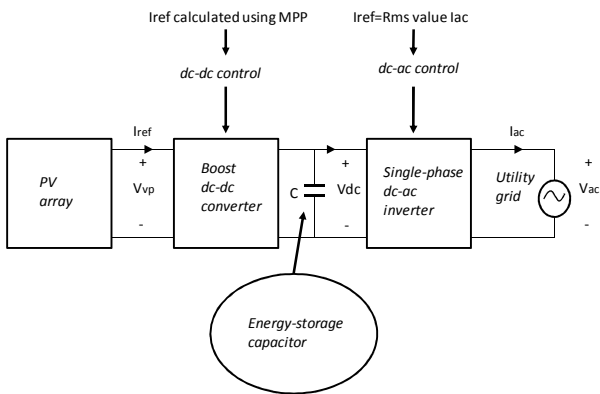 Iref calculated using MPP
Iref=Rms value Iac
dc-dc control
dc-ac control
Iref
Iac
PV
array
+
Vvp
-
Boost
dc-dc
converter
C
+
Vdc
-
Single-phase
dc-ac
inverter
Utility
grid
+
Vac
-
Energy-storage
capacitor